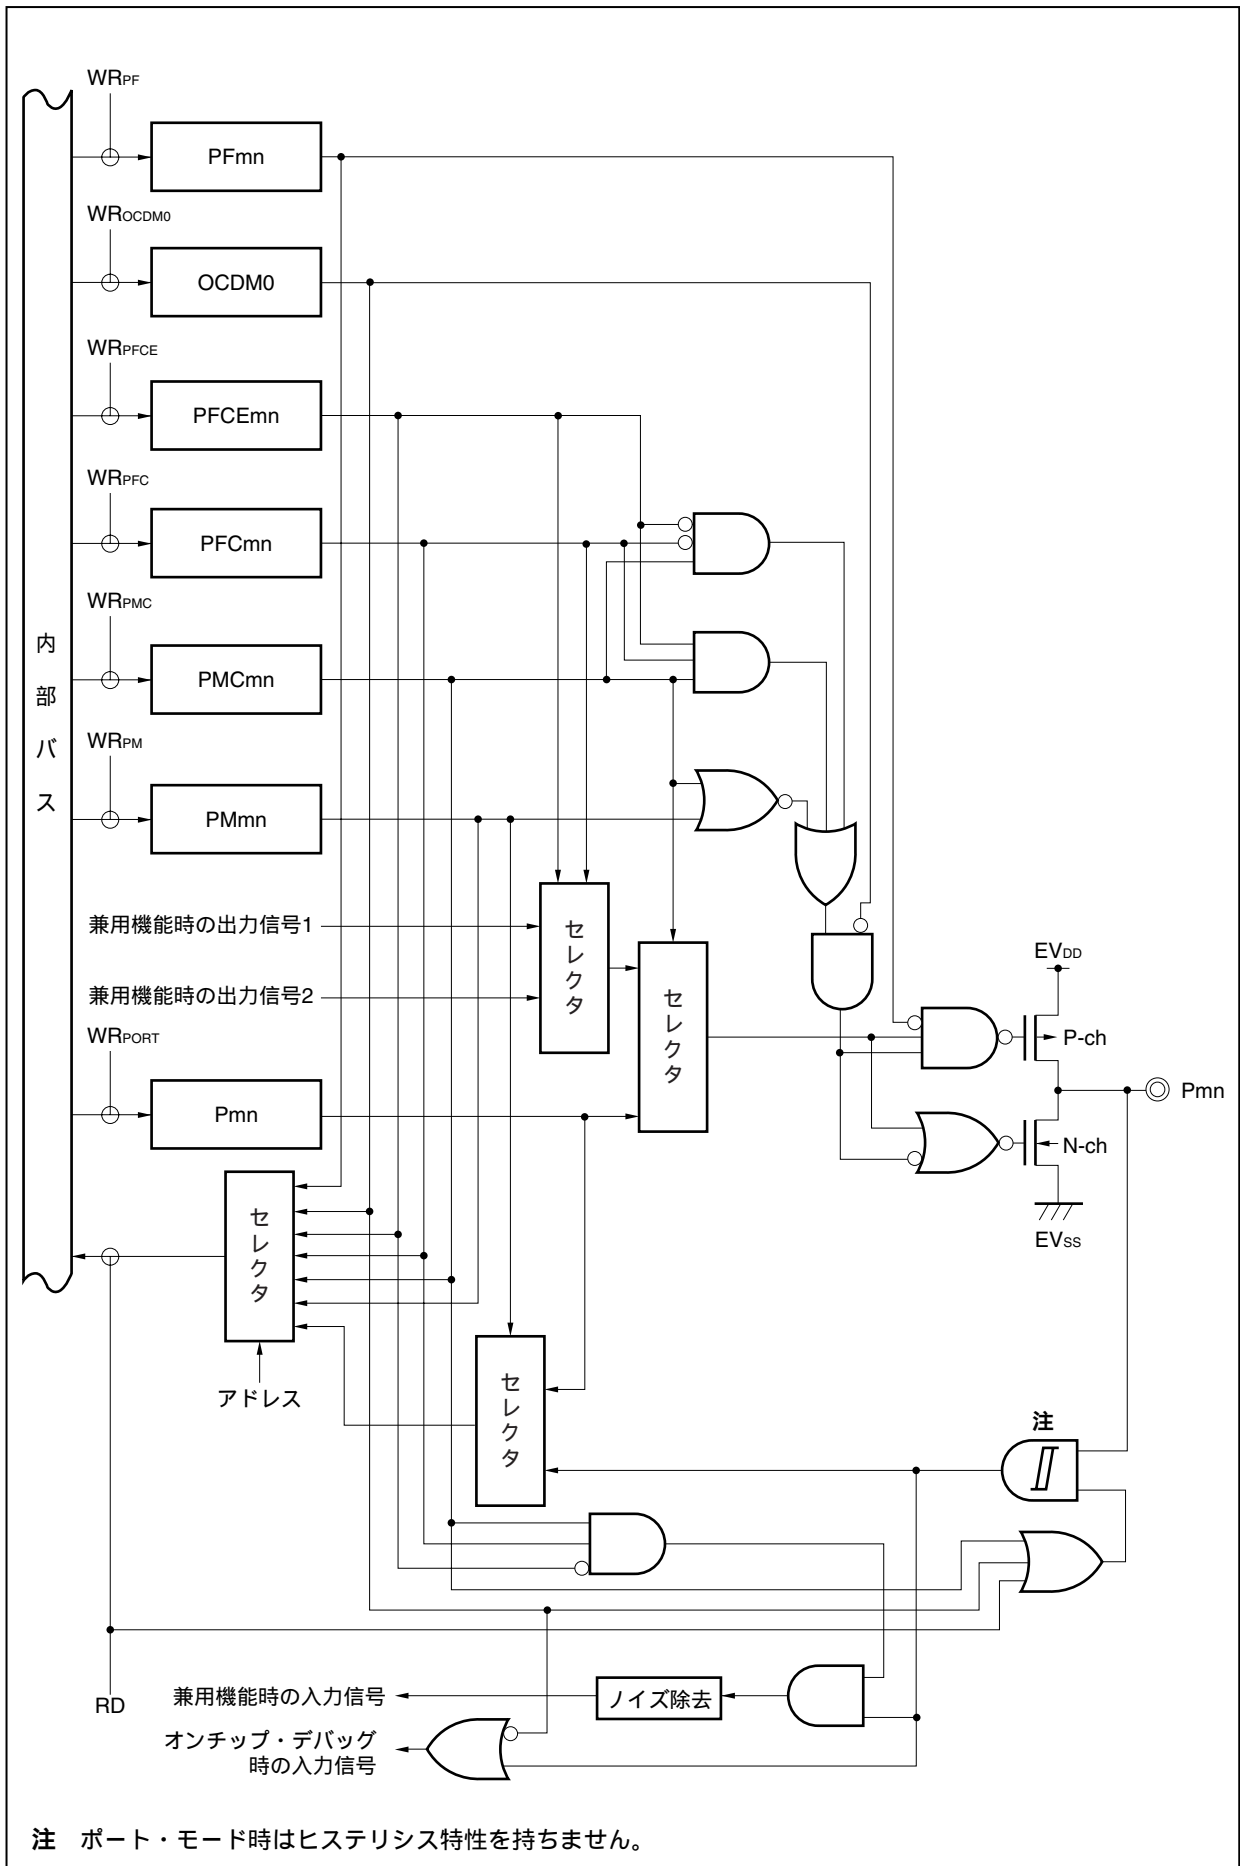 WRPF
PFmn
WROCDM0
OCDM0
WRPFCE
PFCEmn
WRPFC
PFCmn
WRPMC
内部バス
PMCmn
WRPM
PMmn
兼用機能時の出力信号1
セレクタ
兼用機能時の出力信号2
セレクタ
EVDD
WRPORT
P-ch
Pmn
Pmn
N-ch
EVSS
セレクタ
アドレス
セレクタ
注
兼用機能時の入力信号
ノイズ除去
RD
オンチップ・デバッグ
時の入力信号
注 ポート・モード時はヒステリシス特性を持ちません。